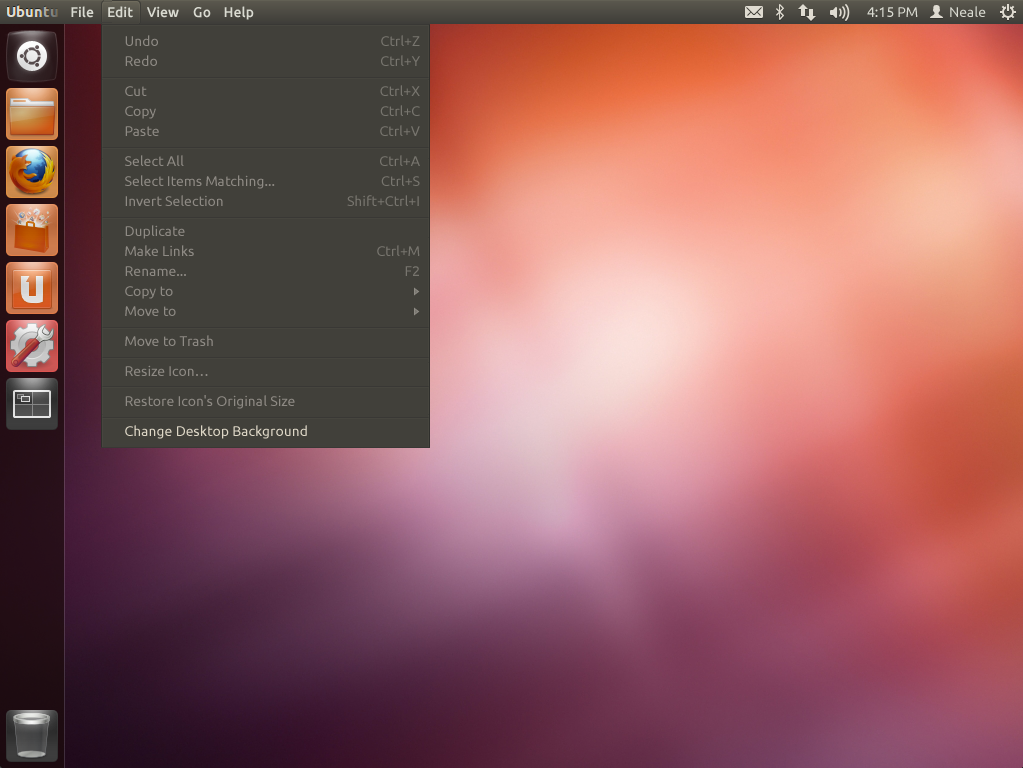 Ubuntu File Edit View Go Help 4:15 PM Neale
Undo Ctrl+Z
Redo Ctrl+Y
Cut Ctrl+X
Copy Ctrl+C
Paste Ctrl+V
Select All Ctrl+A
Select Items Matching... Ctrl+S
Invert Selection Shift+Ctrl+I
Duplicate
Make Links Ctrl+M
Rename... F2
Copy to
Move to
Move to Trash
Resize Icon…
Restore Icon's Original Size
Change Desktop Background